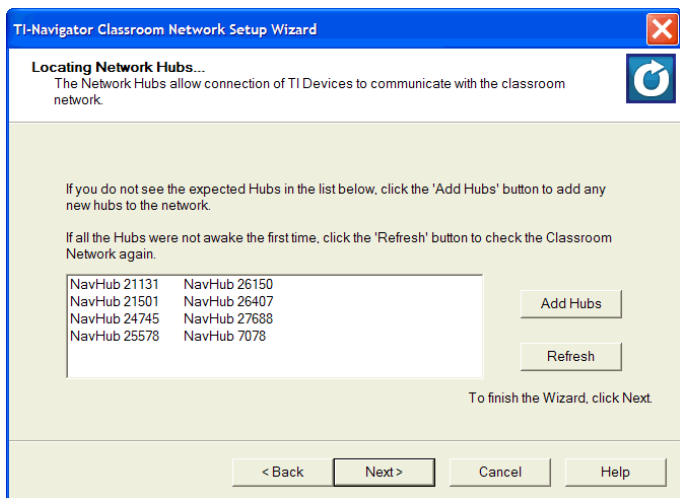 TI-Navigator Classroom Network Setup Wizard
Locating Network Hubs...
The Network Hubs allow connection of TI Devices to communicate with the classroom
network.
If you do not see the expected Hubs in the list below, click the 'Add Hubs' button to add any
new hubs to the network.
If all the Hubs were not awake the first time, click the 'Refresh' button to check the Classroom
Network again.
NavHub 21131 NavHub 26150
NavHub 21501 NavHub 26407
NavHub 24745 NavHub 27688
NavHub 25578 NavHub 7078
Add Hubs
Refresh
To finish the Wizard, click Next.
< Back Next > Cancel Help